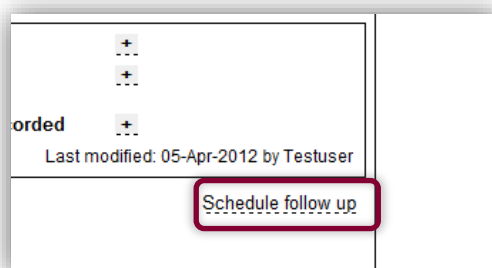 +
+
orded +
Last modified: 05-Apr-2012 by Testuser
Schedule follow up